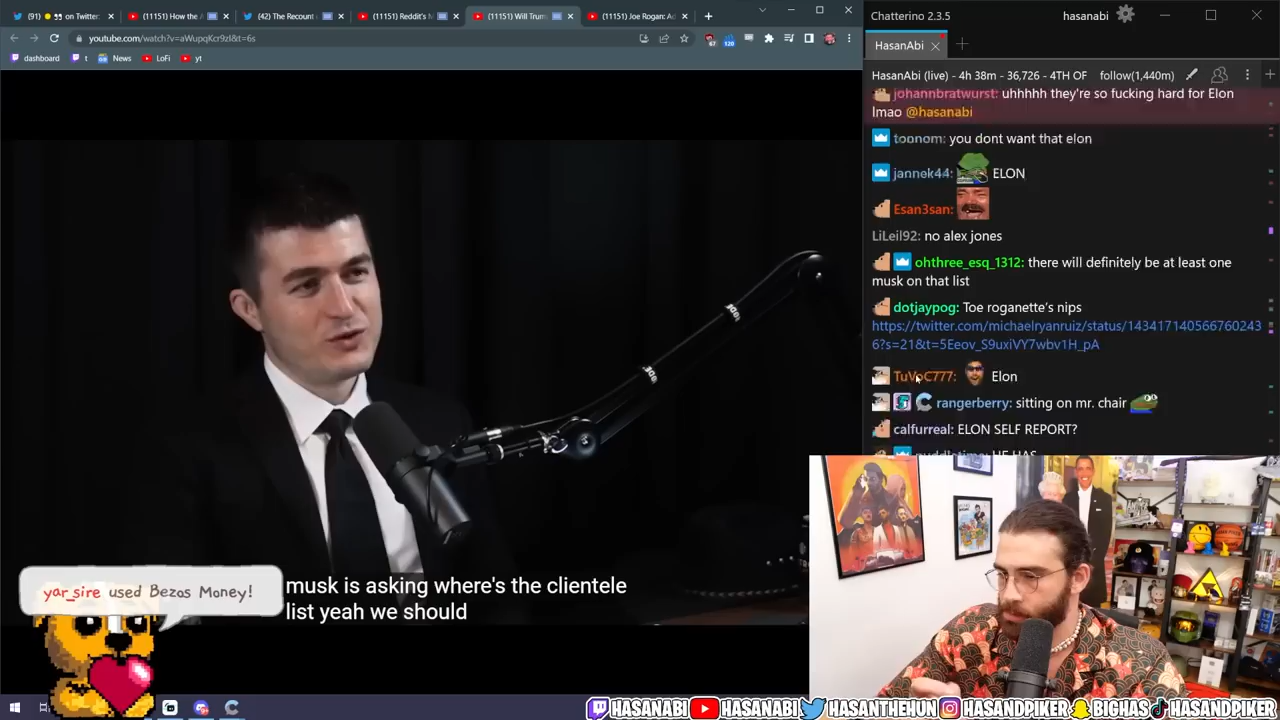 (91) 👀 on Twitter:
(11151) How the A
(42) The Recount
(11151) Reddit's M
(11151) Will Trum
(11151) Joe Rogan: Ad
youtube.com/watch?v=aWupqKcr9zI&t=6s
67
120
dashboard
t
News
LoFi
yt
Chatterino 2.3.5
hasanabi
HasanAbi
HasanAbi (live) - 4h 38m - 36,726 - 4TH OF
follow(1,440m)
johannbratwurst: uhhhhh they're so fucking hard for Elon
lmao @hasanabi
toonom: you dont want that elon
jannek44: ELON
Esan3san:
LiLeil92: no alex jones
ohthree_esq_1312: there will definitely be at least one
musk on that list
dotjaypog: Toe roganette's nips
https://twitter.com/michaelryanruiz/status/143417140566760243
6?s=21&t=5Eeov_S9uxiVY7wbv1H_pA
TuVoC777: Elon
rangerberry: sitting on mr. chair
calfurreal: ELON SELF REPORT?
HE HAS
musk is asking where's the clientele
list yeah we should
yar_sire used Bezos Money!
HASANABI
HASANABI
HASANTHEHUN
HASANDPIKER
BIGHAS
HASANDPIKER